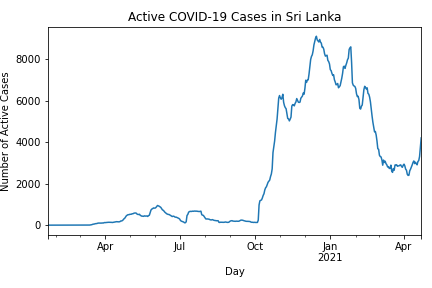 Active COVID-19 Cases in Sri Lanka
Number of Active Cases
8000
6000
4000
2000
0
Apr
Jul
Oct
Jan
2021
Apr
Day